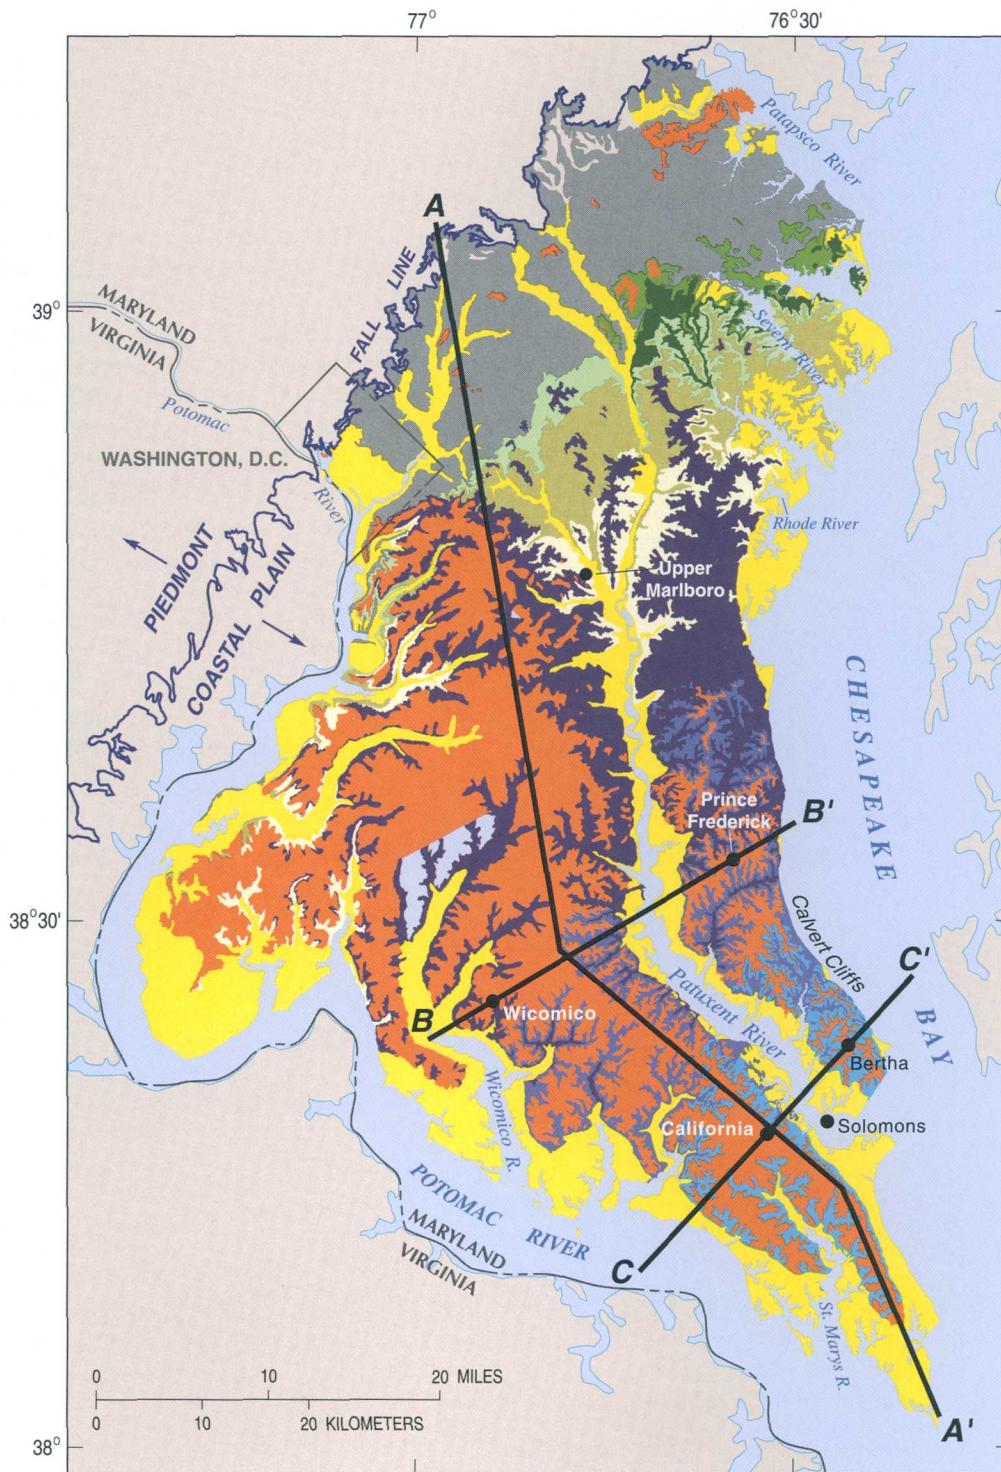 77°
76°30'
Patapsco River
A
FALL LINE
39°
MARYLAND
VIRGINIA
Severn River
Potomac
WASHINGTON, D.C.
River
Rhode River
PIEDMONT
COASTAL PLAIN
Upper
Marlboro
CHESAPEAKE
Prince
Frederick
B'
38°30'
Calvert Cliffs
C'
B
Wicomico
Patuxent River
BAY
Bertha
Wicomico R.
California
Solomons
POTOMAC RIVER
MARYLAND
VIRGINIA
C
St. Marys R.
0 10 20 MILES
0 10 20 KILOMETERS
A'
38°